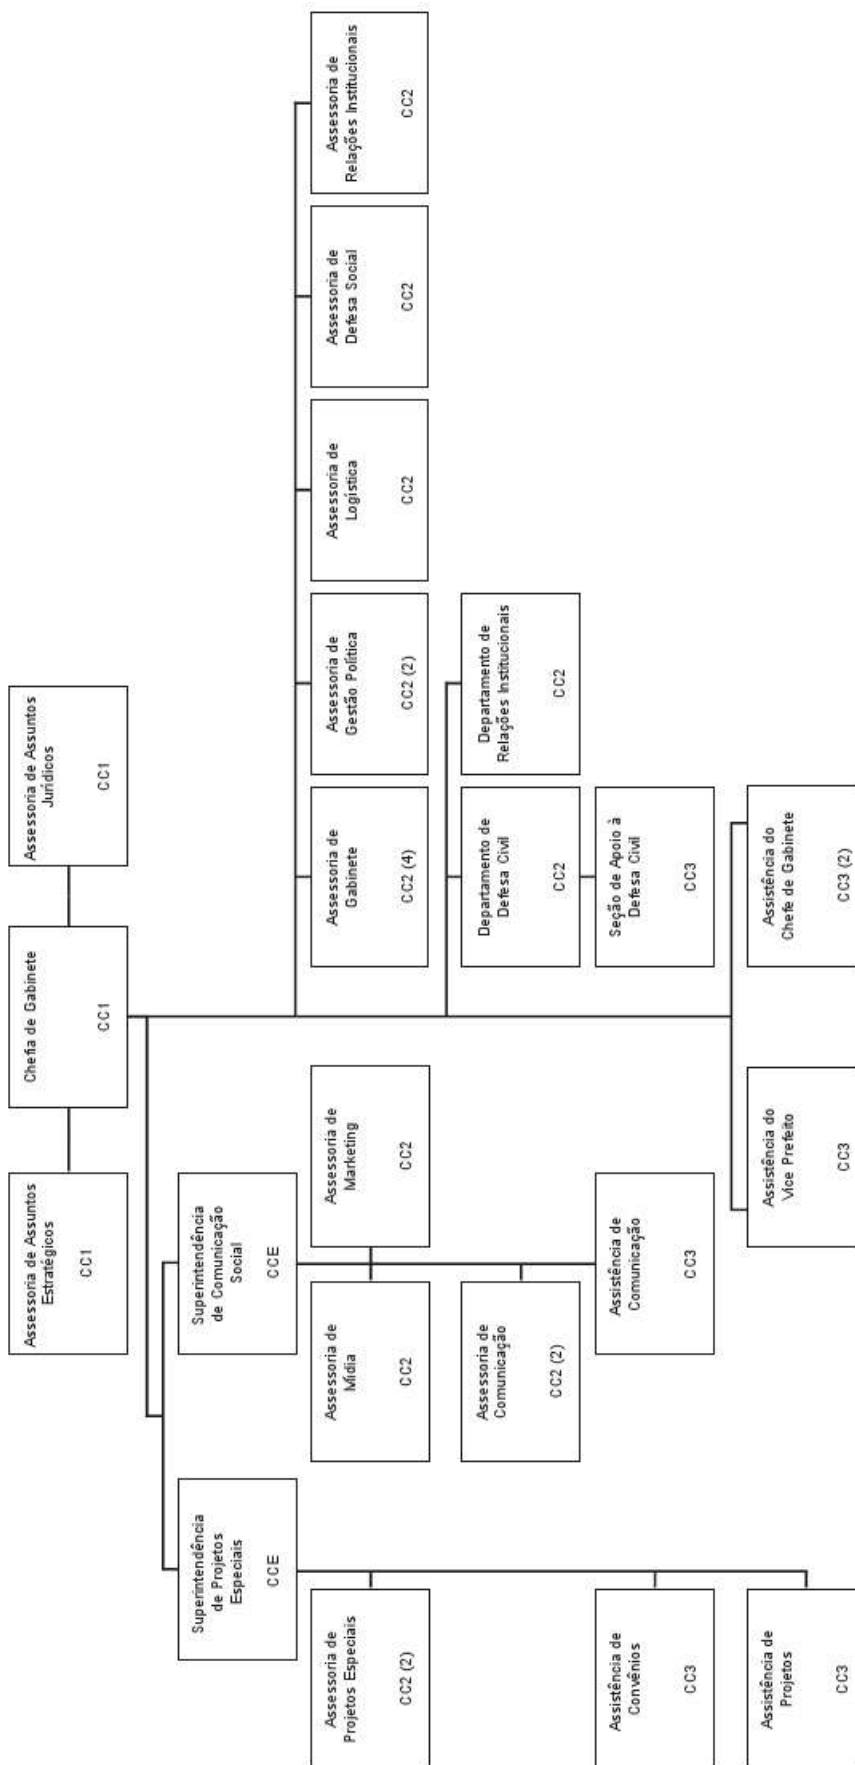 Assessoria de Assuntos
Estratégicos
CC1
Chefia de Gabinete
CC1
Assessoria de Assuntos
Jurídicos
CC1
Superintendência
de Projetos
Especiais
CCE
Superintendência
de Comunicação
Social
CCE
Assessoria de
Projetos Especiais
CC2 (2)
Assessoria de
Mídia
CC2
Assessoria de
Marketing
CC2
Assessoria de
Gabinete
CC2 (4)
Assessoria de
Gestão Política
CC2 (2)
Assessoria de
Logística
CC2
Assessoria de
Defesa Social
CC2
Assessoria de
Relações Institucionais
CC2
Assessoria de
Comunicação
CC2 (2)
Departamento de
Defesa Civil
CC2
Departamento de
Relações Institucionais
CC2
Assistência de
Convênios
CC3
Assistência de
Comunicação
CC3
Seção de Apoio à
Defesa Civil
CC3
Assistência de
Projetos
CC3
Assistência do
Vice Prefeito
CC3
Assistência do
Chefe de Gabinete
CC3 (2)